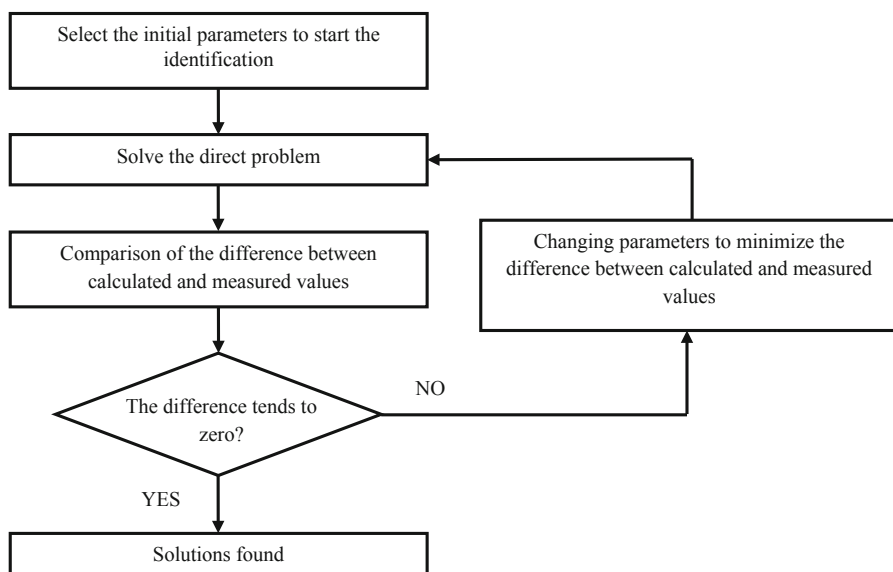 Select the initial parameters to start the
identification
Solve the direct problem
Comparison of the difference between
calculated and measured values
Changing parameters to minimize the
difference between calculated and measured
values
The difference tends to
zero?
NO
YES
Solutions found